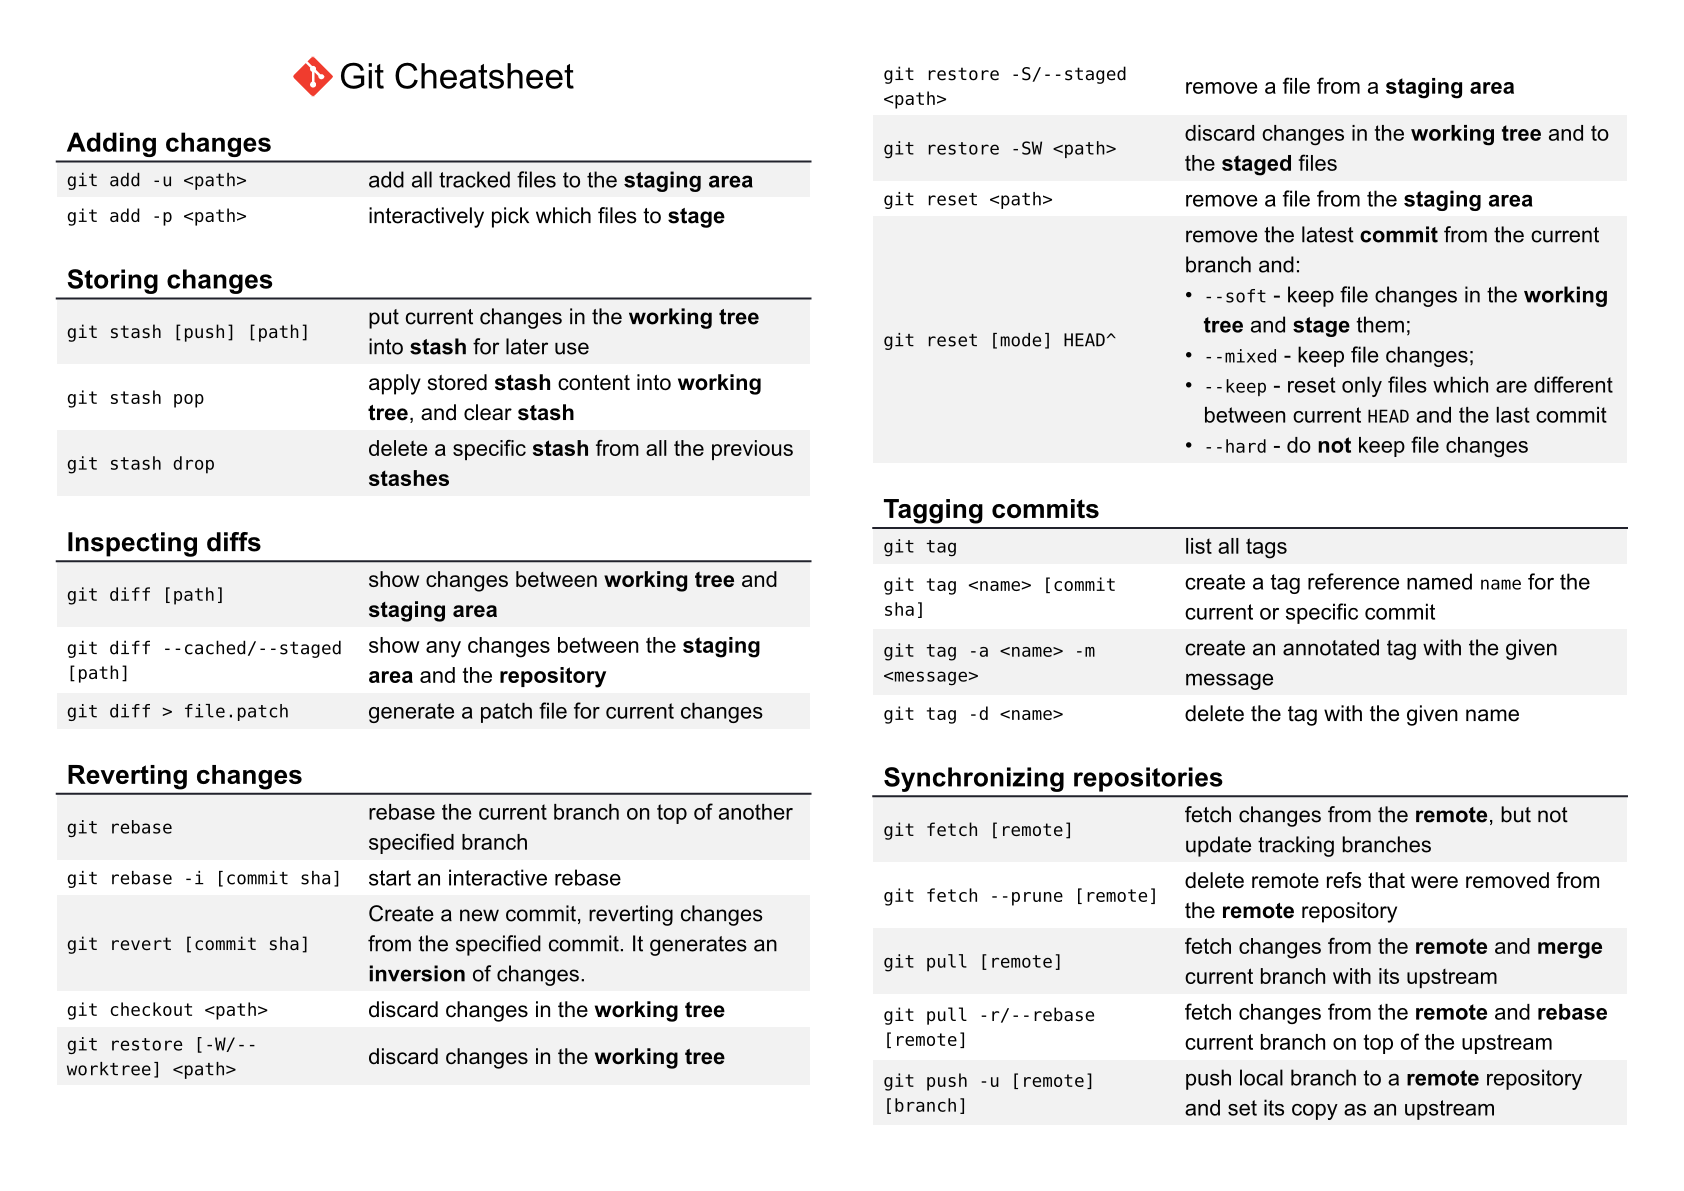 Git Cheatsheet
Adding changes
git add -u <path>
add all tracked files to the staging area
git add -p <path>
interactively pick which files to stage
Storing changes
git stash [push] [path]
put current changes in the working tree
into stash for later use
git stash pop
apply stored stash content into working
tree, and clear stash
git stash drop
delete a specific stash from all the previous
stashes
Inspecting diffs
git diff [path]
show changes between working tree and
staging area
git diff --cached/--staged
[path]
show any changes between the staging
area and the repository
git diff > file.patch
generate a patch file for current changes
Reverting changes
git rebase
rebase the current branch on top of another
specified branch
git rebase -i [commit sha]
start an interactive rebase
git revert [commit sha]
Create a new commit, reverting changes
from the specified commit. It generates an
inversion of changes.
git checkout <path>
discard changes in the working tree
git restore [-W/--
worktree] <path>
discard changes in the working tree
git restore -S/--staged
<path>
remove a file from a staging area
git restore -SW <path>
discard changes in the working tree and to
the staged files
git reset <path>
remove a file from the staging area
git reset [mode] HEAD^
remove the latest commit from the current
branch and:
• --soft - keep file changes in the working
tree and stage them;
• --mixed - keep file changes;
• --keep - reset only files which are different
between current HEAD and the last commit
• --hard - do not keep file changes
Tagging commits
git tag
list all tags
git tag <name> [commit
sha]
create a tag reference named name for the
current or specific commit
git tag -a <name> -m
<message>
create an annotated tag with the given
message
git tag -d <name>
delete the tag with the given name
Synchronizing repositories
git fetch [remote]
fetch changes from the remote, but not
update tracking branches
git fetch --prune [remote]
delete remote refs that were removed from
the remote repository
git pull [remote]
fetch changes from the remote and merge
current branch with its upstream
git pull -r/--rebase
[remote]
fetch changes from the remote and rebase
current branch on top of the upstream
git push -u [remote]
[branch]
push local branch to a remote repository
and set its copy as an upstream